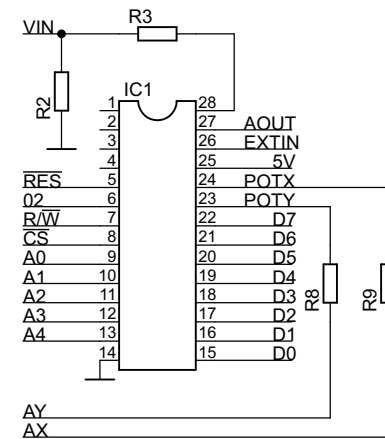 R3
VIN
R2
IC1
1 28
2 27 AOUT
3 26 EXTIN
4 25 5V
RES 5 24 POTX
02 6 23 POTY
R/W 7 22 D7
CS 8 21 D6
A0 9 20 D5
A1 10 19 D4
A2 11 18 D3
A3 12 17 D2
A4 13 16 D1
14 15 D0
R8
R9
AY
AX